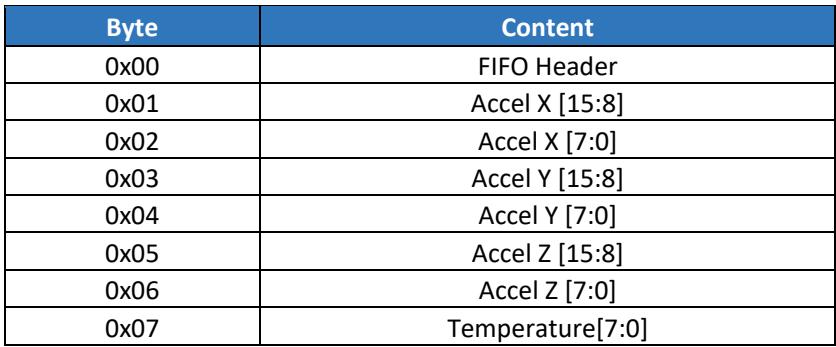 Byte Content
0x00 FIFO Header
0x01 Accel X [15:8]
0x02 Accel X [7:0]
0x03 Accel Y [15:8]
0x04 Accel Y [7:0]
0x05 Accel Z [15:8]
0x06 Accel Z [7:0]
0x07 Temperature[7:0]